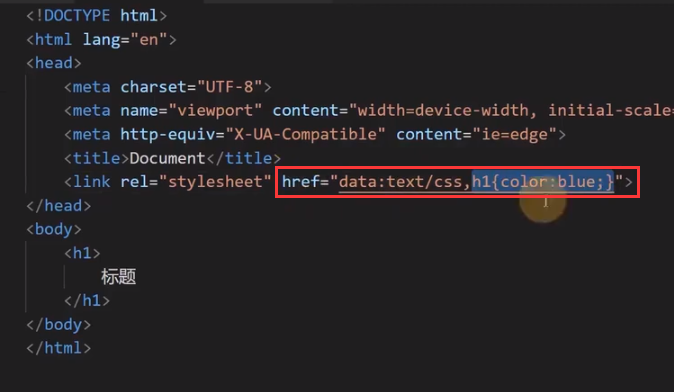 <!DOCTYPE html>
<html lang="en">
<head>
<meta charset="UTF-8">
<meta name="viewport" content="width=device-width, initial-scale=
<meta http-equiv="X-UA-Compatible" content="ie=edge">
<title>Document</title>
<link rel="stylesheet" href="data:text/css,h1{color:blue;}">
</head>
<body>
<h1>
标题
</h1>
</body>
</html>